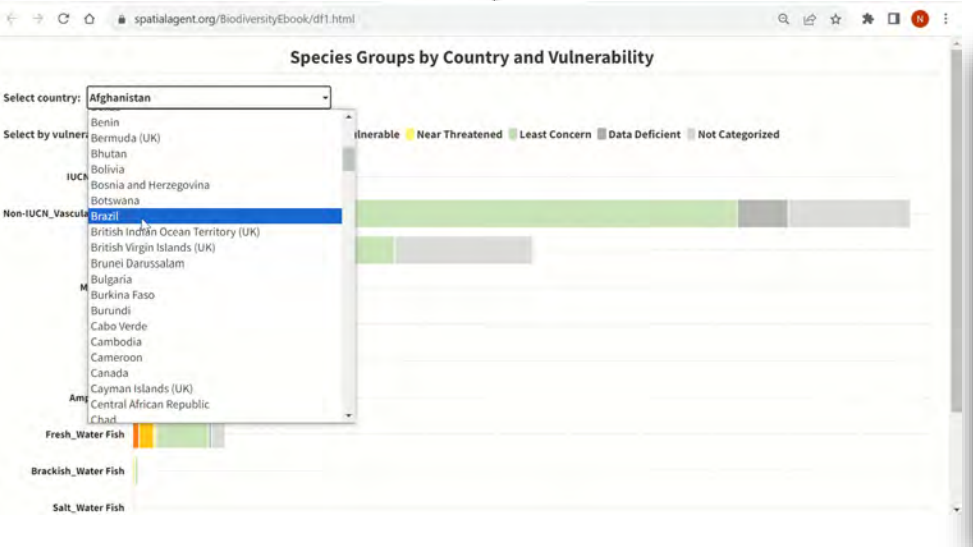 spatialagent.org/BiodiversityEbook/df1.html
N
Species Groups by Country and Vulnerability
Select country: Afghanistan
Select by vulner
Near Threatened Least Concern Data Deficient Not Categorized
Benin
Bermuda (UK)
Bhutan
Bolivia
IUCN
Bosnia and Herzegovina
Botswana
Non-IUCN_Vascula
Brazil
British Indian Ocean Territory (UK)
British Virgin Islands (UK)
Brunei Darussalam
Bulgaria
M
Burkina Faso
Burundi
Cabo Verde
Cambodia
Cameroon
Canada
Cayman Islands (UK)
Am
Central African Republic
Chad
Fresh_Water Fish
Brackish_Water Fish
Salt_Water Fish